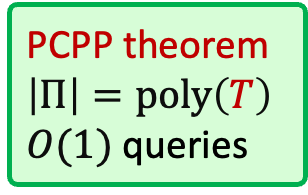 PCPP theorem
|Π| = poly(T)
O(1) queries